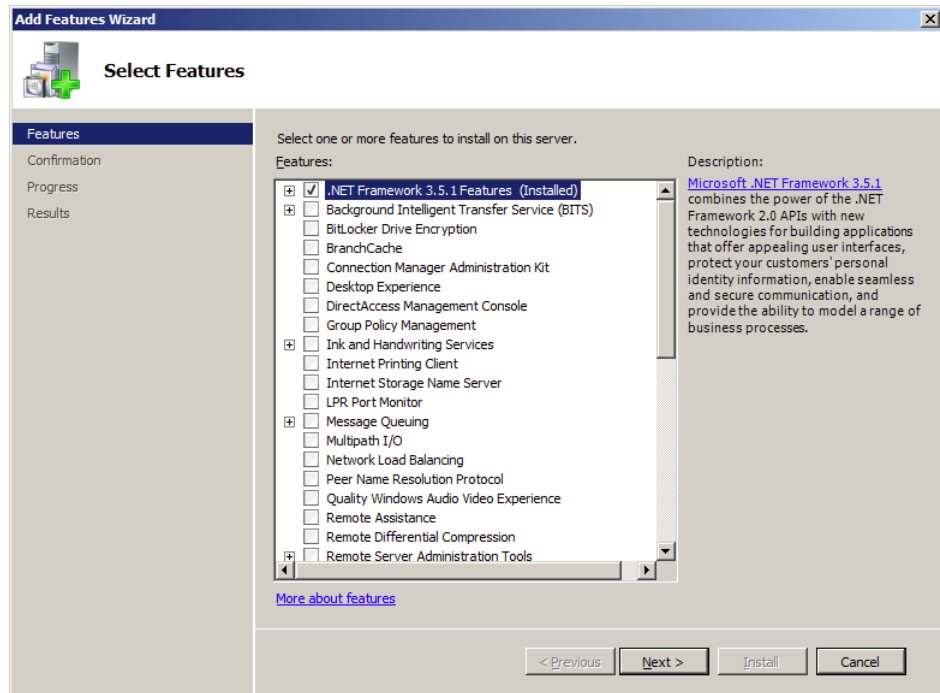 Add Features Wizard
Select Features
Features
Confirmation
Progress
Results
Select one or more features to install on this server.
Features:
.NET Framework 3.5.1 Features (Installed)
Background Intelligent Transfer Service (BITS)
BitLocker Drive Encryption
BranchCache
Connection Manager Administration Kit
Desktop Experience
DirectAccess Management Console
Group Policy Management
Ink and Handwriting Services
Internet Printing Client
Internet Storage Name Server
LPR Port Monitor
Message Queuing
Multipath I/O
Network Load Balancing
Peer Name Resolution Protocol
Quality Windows Audio Video Experience
Remote Assistance
Remote Differential Compression
Remote Server Administration Tools
More about features
Description:
Microsoft .NET Framework 3.5.1
combines the power of the .NET
Framework 2.0 APIs with new
technologies for building applications
that offer appealing user interfaces,
protect your customers' personal
identity information, enable seamless
and secure communication, and
provide the ability to model a range of
business processes.
< Previous
Next >
Install
Cancel